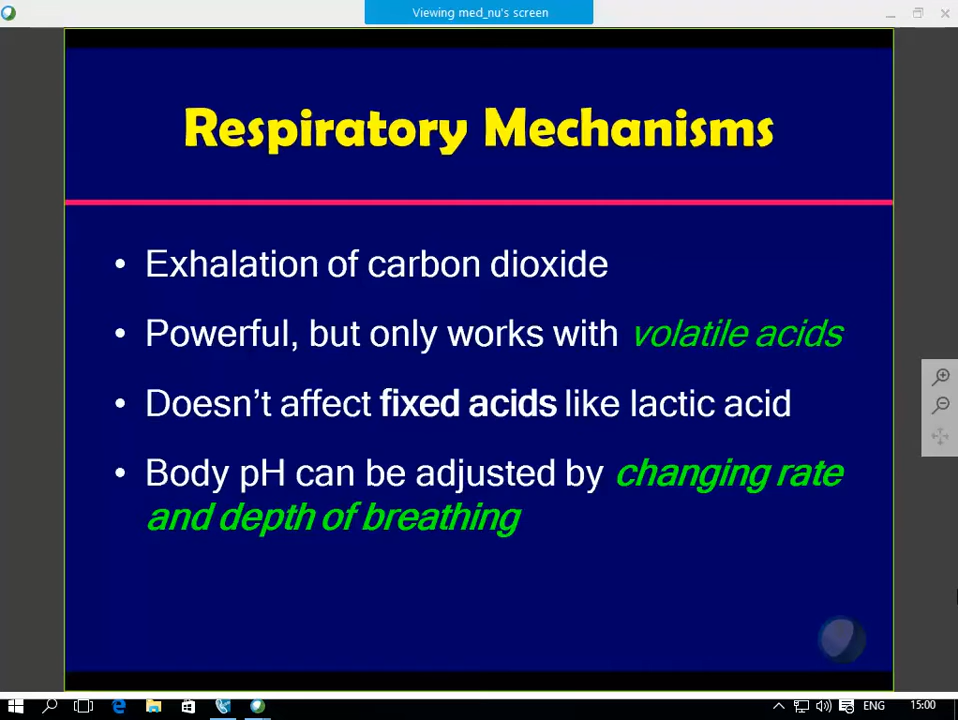 Viewing med_nu's screen
Respiratory Mechanisms
• Exhalation of carbon dioxide
• Powerful, but only works with volatile acids
• Doesn’t affect fixed acids like lactic acid
• Body pH can be adjusted by changing rate
and depth of breathing
ENG
15:00